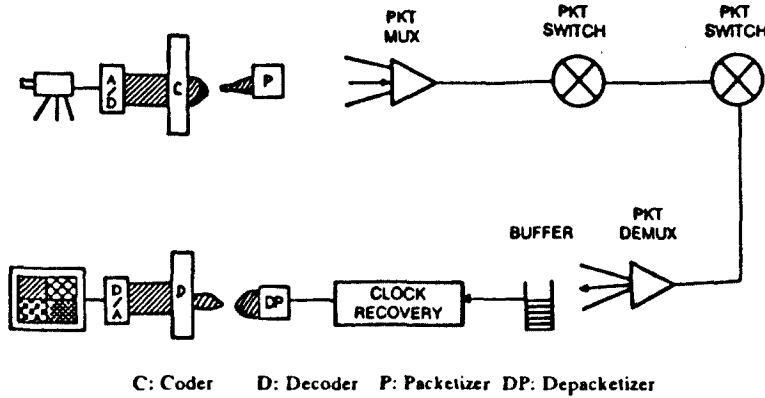 PKT
MUX
PKT
SWITCH
PKT
SWITCH
A/D
C
P
BUFFER
PKT
DEMUX
D/A
D
DP
CLOCK
RECOVERY
C: Coder D: Decoder P: Packetizer DP: Depacketizer